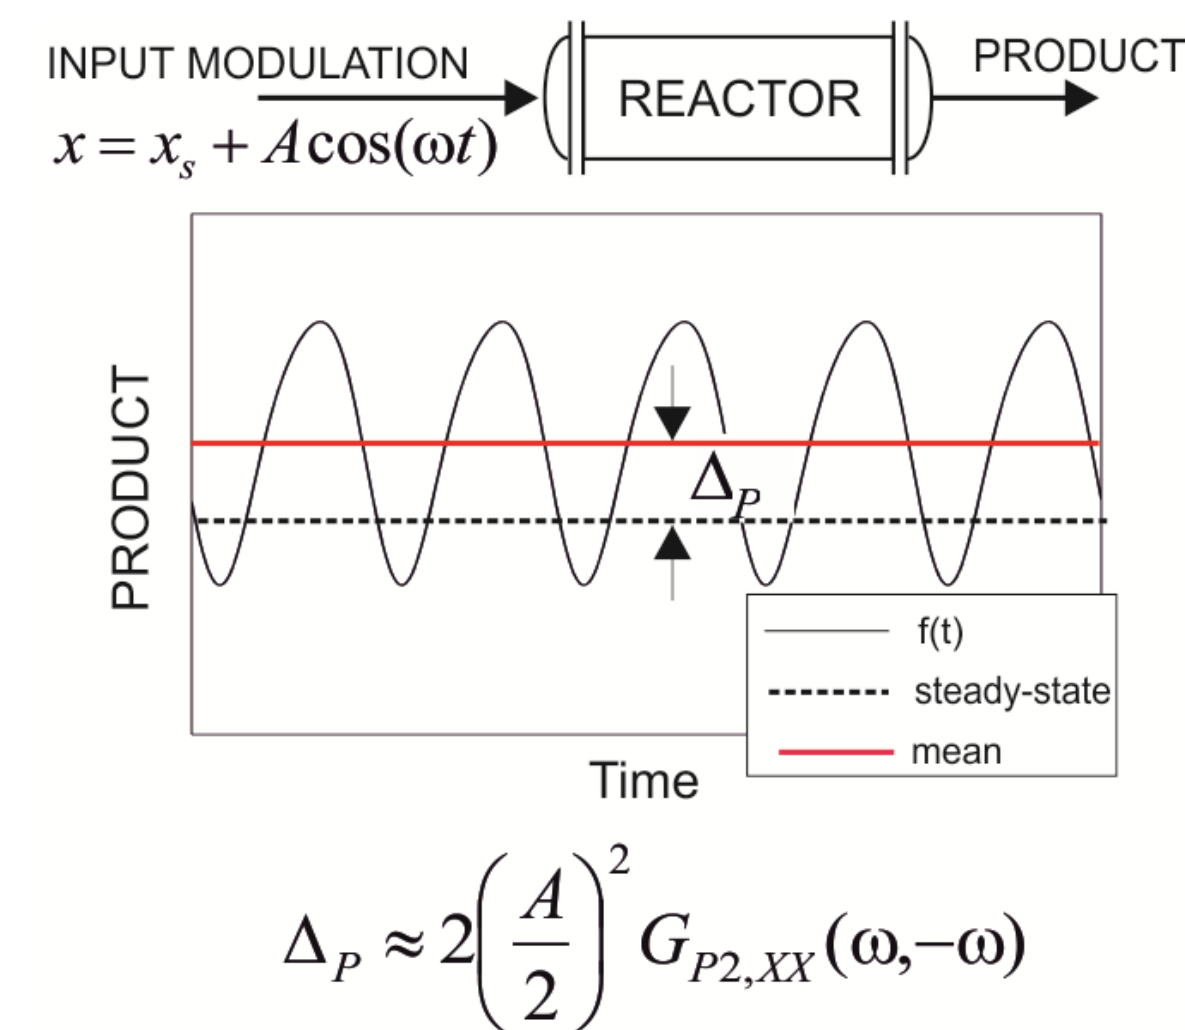 INPUT MODULATION
PRODUCT
REACTOR
x = xₛ + A cos(ωt)
PRODUCT
Δ_P
f(t)
steady-state
mean
Time
Δ_P ≈ 2(A/2)² G_{P2,XX}(ω,−ω)